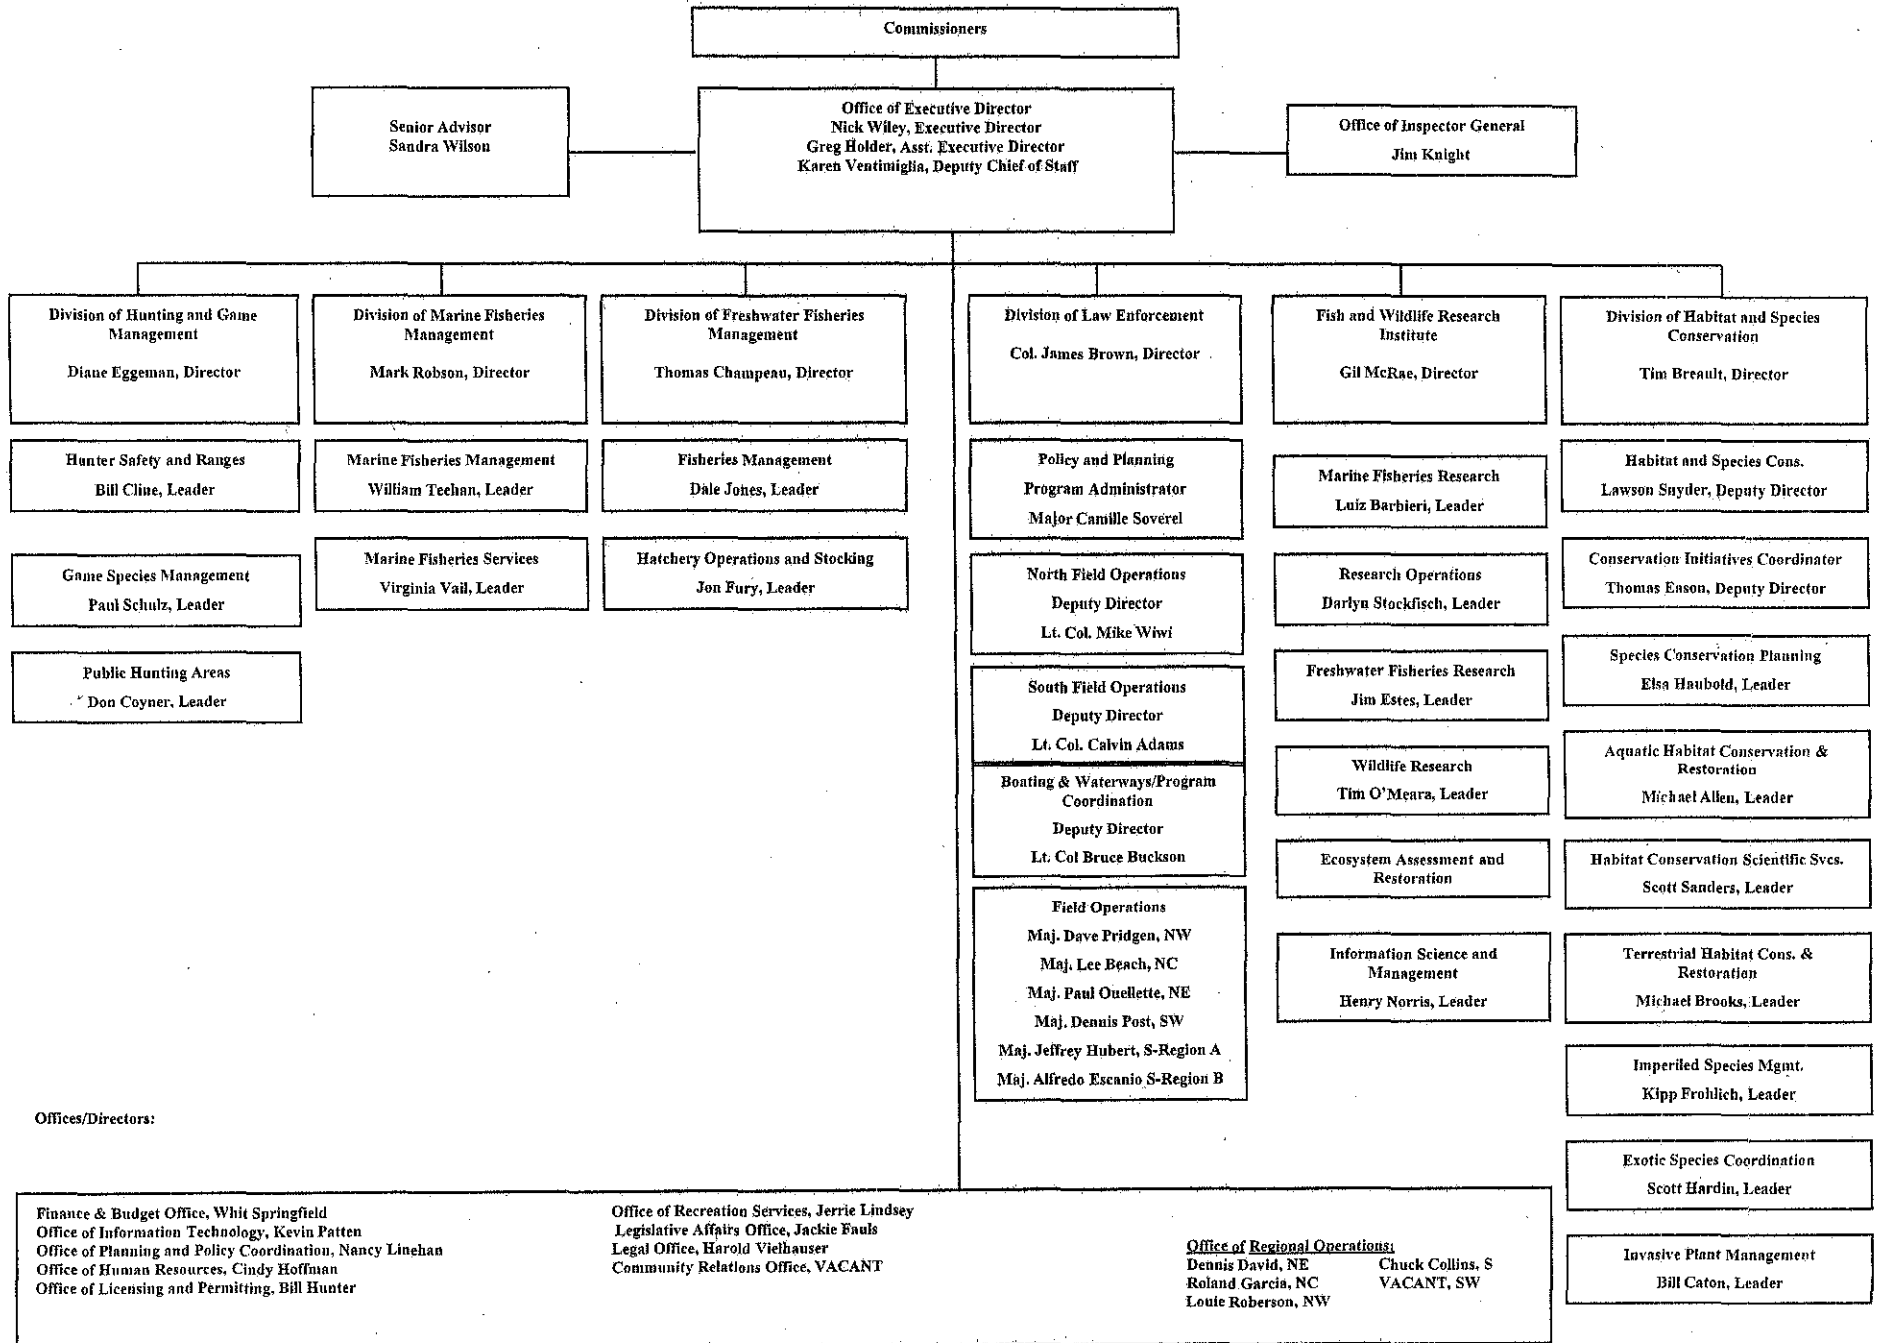 Commissioners
Senior Advisor
Sandra Wilson
Office of Executive Director
Nick Wiley, Executive Director
Greg Holder, Asst. Executive Director
Karen Ventimiglia, Deputy Chief of Staff
Office of Inspector General
Jim Knight
Division of Hunting and Game
Management
Diane Eggeman, Director
Hunter Safety and Ranges
Bill Cline, Leader
Game Species Management
Paul Schulz, Leader
Public Hunting Areas
Don Coyner, Leader
Division of Marine Fisheries
Management
Mark Robson, Director
Marine Fisheries Management
William Teehan, Leader
Marine Fisheries Services
Virginia Vail, Leader
Division of Freshwater Fisheries
Management
Thomas Champeau, Director
Fisheries Management
Dale Jones, Leader
Hatchery Operations and Stocking
Jon Fury, Leader
Division of Law Enforcement
Col. James Brown, Director
Policy and Planning
Program Administrator
Major Camille Soverel
North Field Operations
Deputy Director
Lt. Col. Mike Wiwi
South Field Operations
Deputy Director
Lt. Col. Calvin Adams
Boating & Waterways/Program
Coordination
Deputy Director
Lt. Col Bruce Buckson
Field Operations
Maj. Dave Pridgen, NW
Maj. Lee Beach, NC
Maj. Paul Ouellette, NE
Maj. Dennis Post, SW
Maj. Jeffrey Hubert, S-Region A
Maj. Alfredo Escanio S-Region B
Fish and Wildlife Research
Institute
Gil McRae, Director
Marine Fisheries Research
Luiz Barbieri, Leader
Research Operations
Darlyn Stockfisch, Leader
Freshwater Fisheries Research
Jim Estes, Leader
Wildlife Research
Tim O'Meara, Leader
Ecosystem Assessment and
Restoration
Information Science and
Management
Henry Norris, Leader
Division of Habitat and Species
Conservation
Tim Breault, Director
Habitat and Species Cons.
Lawson Snyder, Deputy Director
Conservation Initiatives Coordinator
Thomas Eason, Deputy Director
Species Conservation Planning
Elsa Haubold, Leader
Aquatic Habitat Conservation &
Restoration
Michael Allen, Leader
Habitat Conservation Scientific Svcs.
Scott Sanders, Leader
Terrestrial Habitat Cons. &
Restoration
Michael Brooks, Leader
Imperiled Species Mgmt.
Kipp Frohlich, Leader
Exotic Species Coordination
Scott Hardin, Leader
Invasive Plant Management
Bill Caton, Leader
Offices/Directors:
Finance & Budget Office, Whit Springfield
Office of Information Technology, Kevin Patten
Office of Planning and Policy Coordination, Nancy Linehan
Office of Human Resources, Cindy Hoffman
Office of Licensing and Permitting, Bill Hunter
Office of Recreation Services, Jerrie Lindsey
Legislative Affairs Office, Jackie Fauls
Legal Office, Harold Vielhauser
Community Relations Office, VACANT
Office of Regional Operations:
Dennis David, NE Chuck Collins, S
Roland Garcia, NC VACANT, SW
Louie Roberson, NW